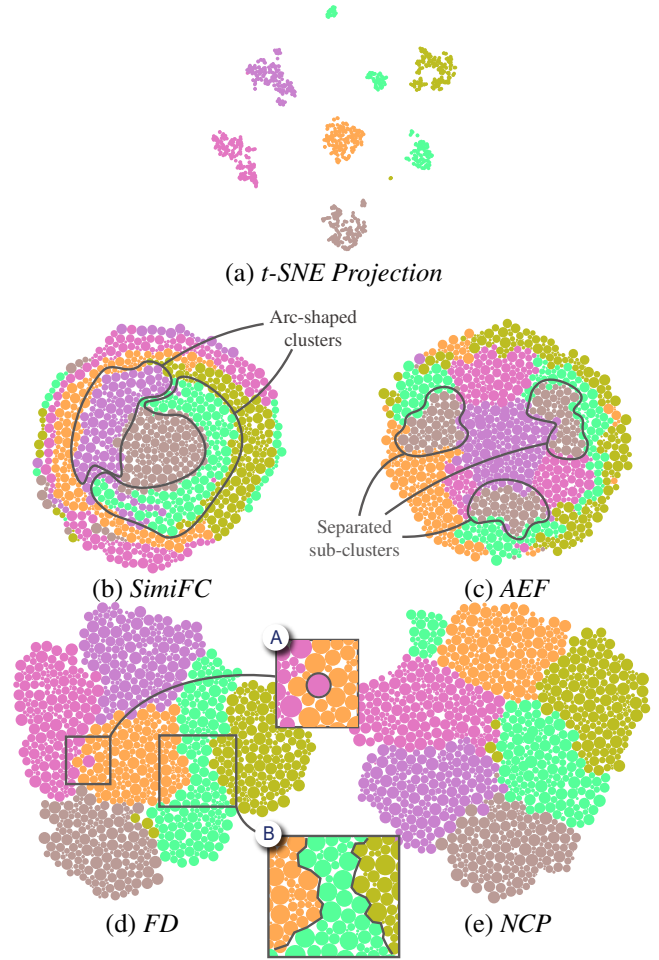 (a) t-SNE Projection
Arc-shaped
clusters
Separated
sub-clusters
(b) SimiFC
(c) AEF
A
B
(d) FD
(e) NCP